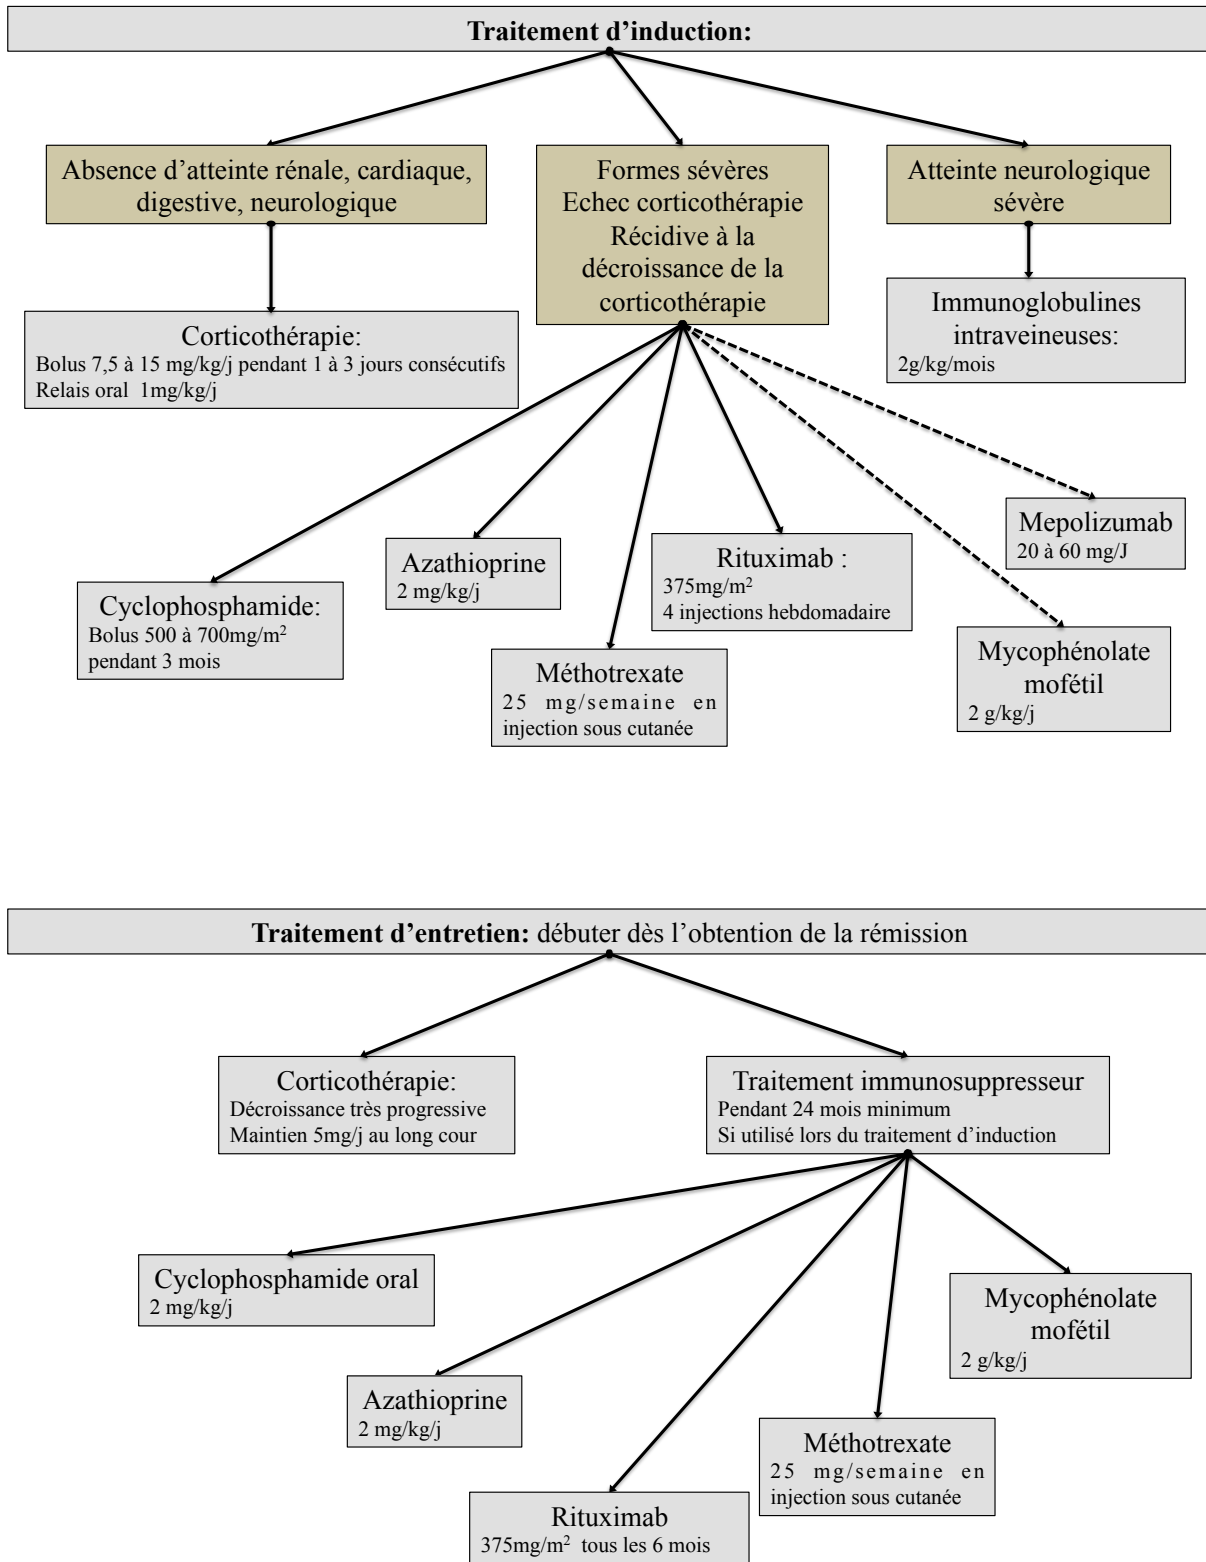 Traitement d’induction:
Absence d’atteinte rénale, cardiaque,
digestive, neurologique
Formes sévères
Echec corticothérapie
Récidive à la
décroissance de la
corticothérapie
Atteinte neurologique
sévère
Corticothérapie:
Bolus 7,5 à 15 mg/kg/j pendant 1 à 3 jours consécutifs
Relais oral 1mg/kg/j
Immunoglobulines
intraveineuses:
2g/kg/mois
Cyclophosphamide:
Bolus 500 à 700mg/m²
pendant 3 mois
Azathioprine
2 mg/kg/j
Méthotrexate
25 mg/semaine en
injection sous cutanée
Rituximab :
375mg/m²
4 injections hebdomadaire
Mepolizumab
20 à 60 mg/J
Mycophénolate
mofétil
2 g/kg/j
Traitement d’entretien: débuter dès l’obtention de la rémission
Corticothérapie:
Décroissance très progressive
Maintien 5mg/j au long cour
Traitement immunosuppresseur
Pendant 24 mois minimum
Si utilisé lors du traitement d’induction
Cyclophosphamide oral
2 mg/kg/j
Azathioprine
2 mg/kg/j
Rituximab
375mg/m² tous les 6 mois
Méthotrexate
25 mg/semaine en
injection sous cutanée
Mycophénolate
mofétil
2 g/kg/j